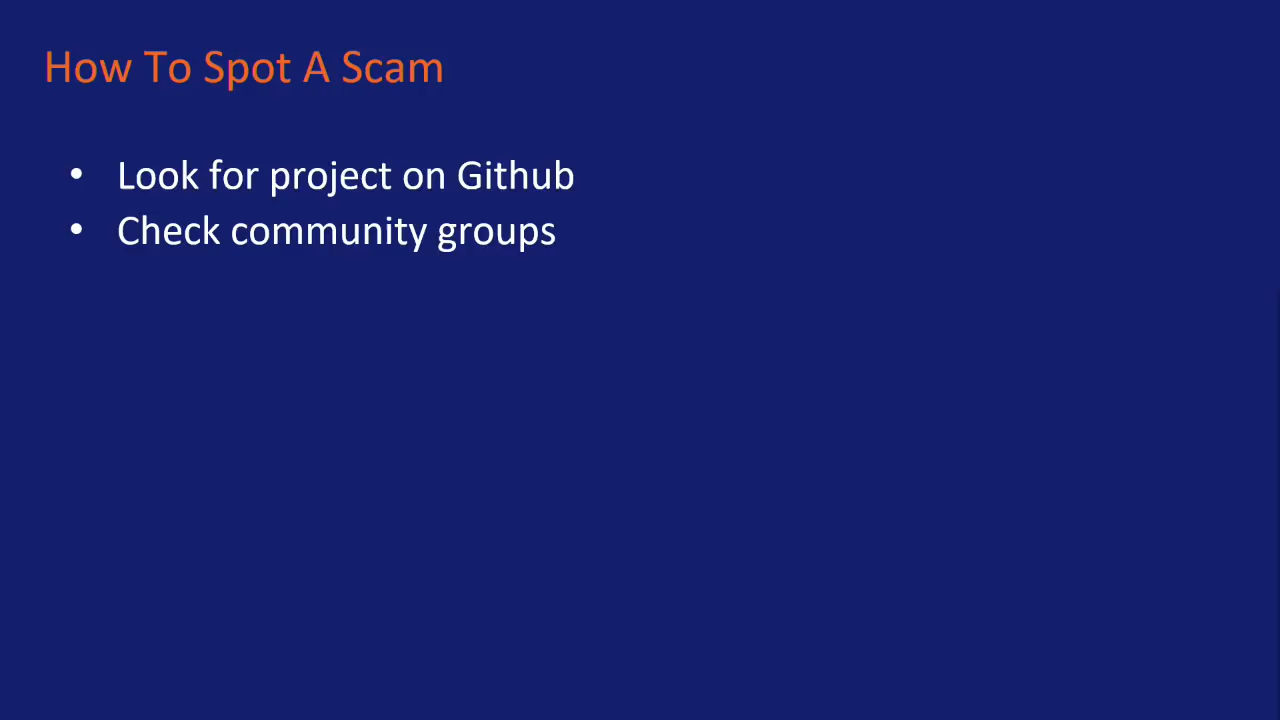 How To Spot A Scam
• Look for project on Github
• Check community groups